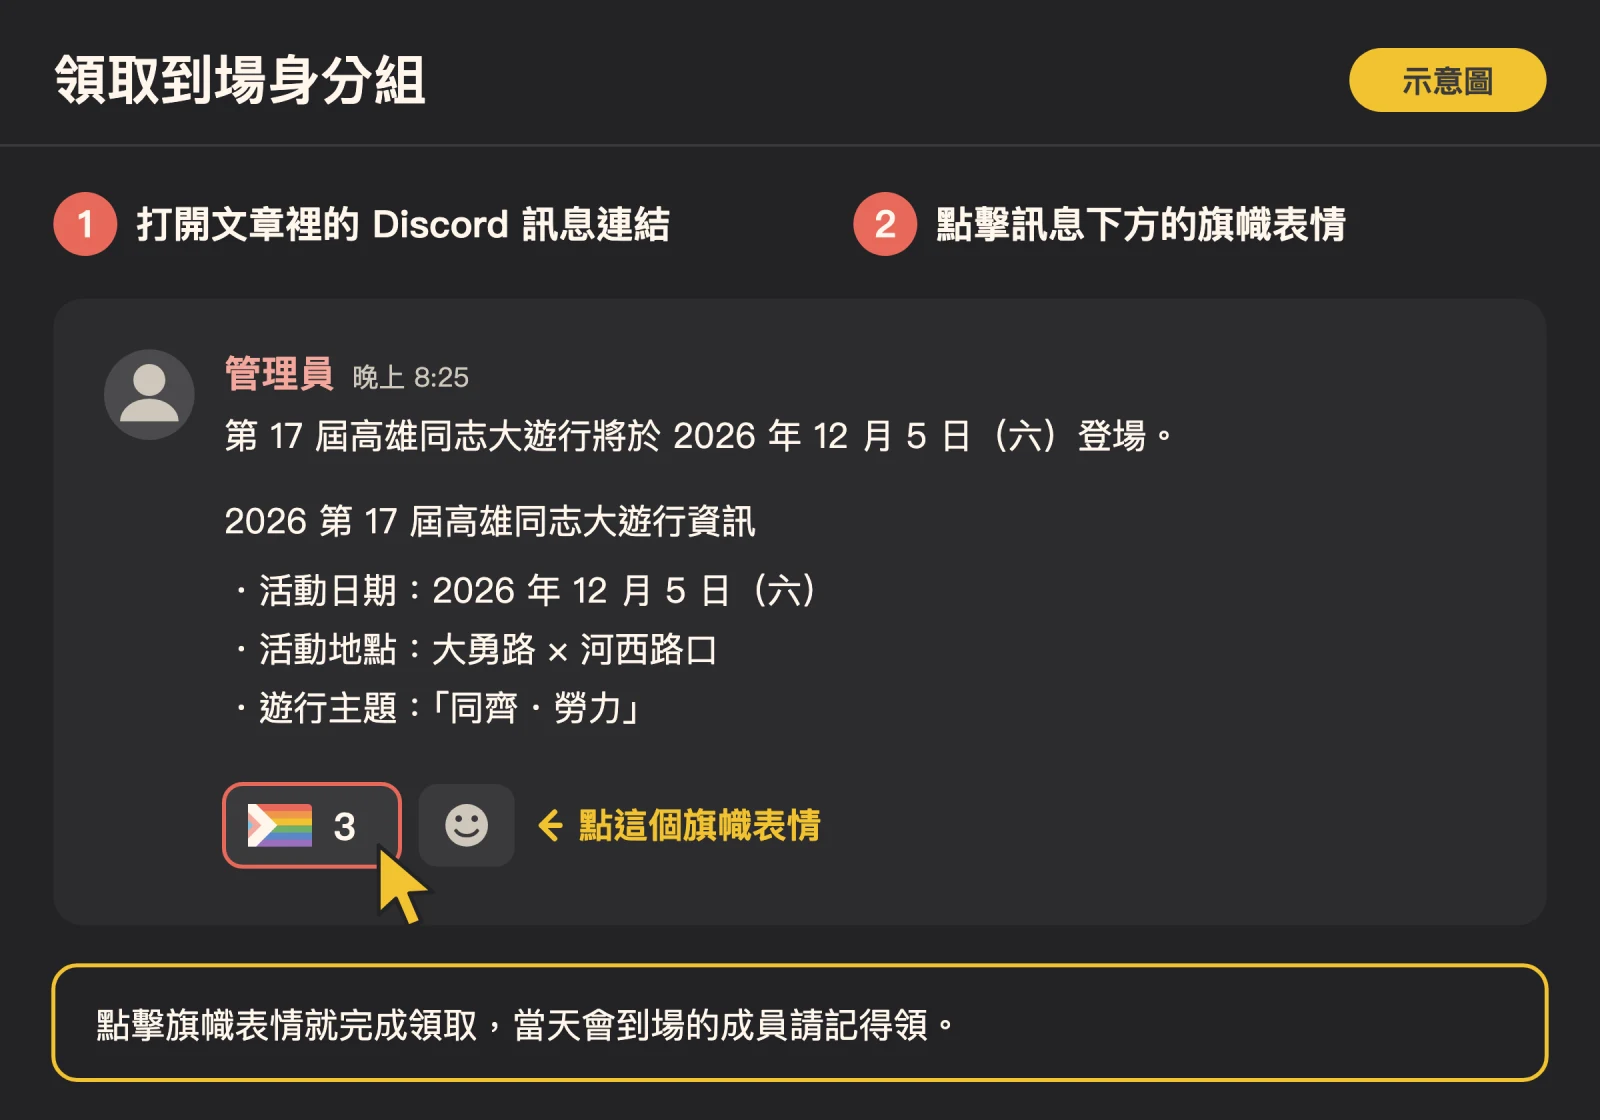 領取到場身分組
示意圖
1 打開文章裡的 Discord 訊息連結
2 點擊訊息下方的旗幟表情
管理員 晚上 8:25
第 17 屆高雄同志大遊行將於 2026 年 12 月 5 日（六）登場。
2026 第 17 屆高雄同志大遊行資訊
・活動日期：2026 年 12 月 5 日（六）
・活動地點：大勇路 × 河西路口
・遊行主題：「同齊・勞力」
3
← 點這個旗幟表情
點擊旗幟表情就完成領取，當天會到場的成員請記得領。